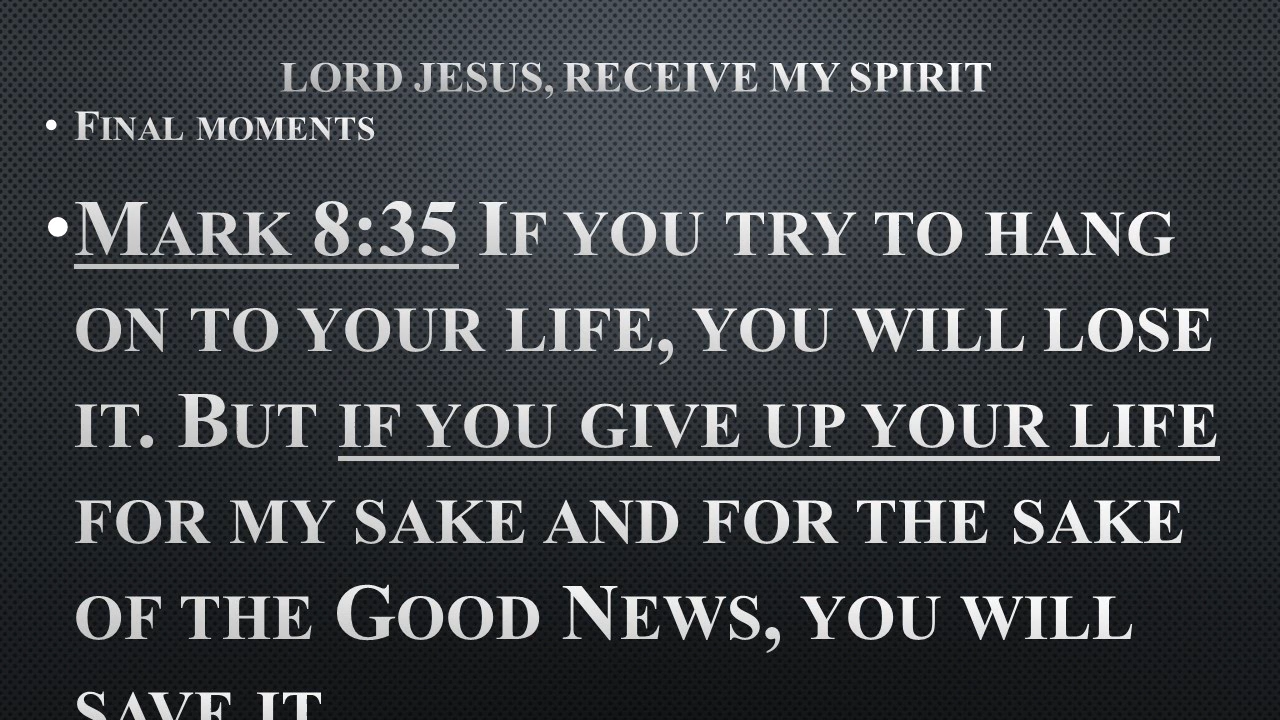 LORD JESUS, RECEIVE MY SPIRIT
• Final moments
• Mark 8:35 If you try to hang
on to your life, you will lose
it. But if you give up your life
for my sake and for the sake
of the Good News, you will
save it